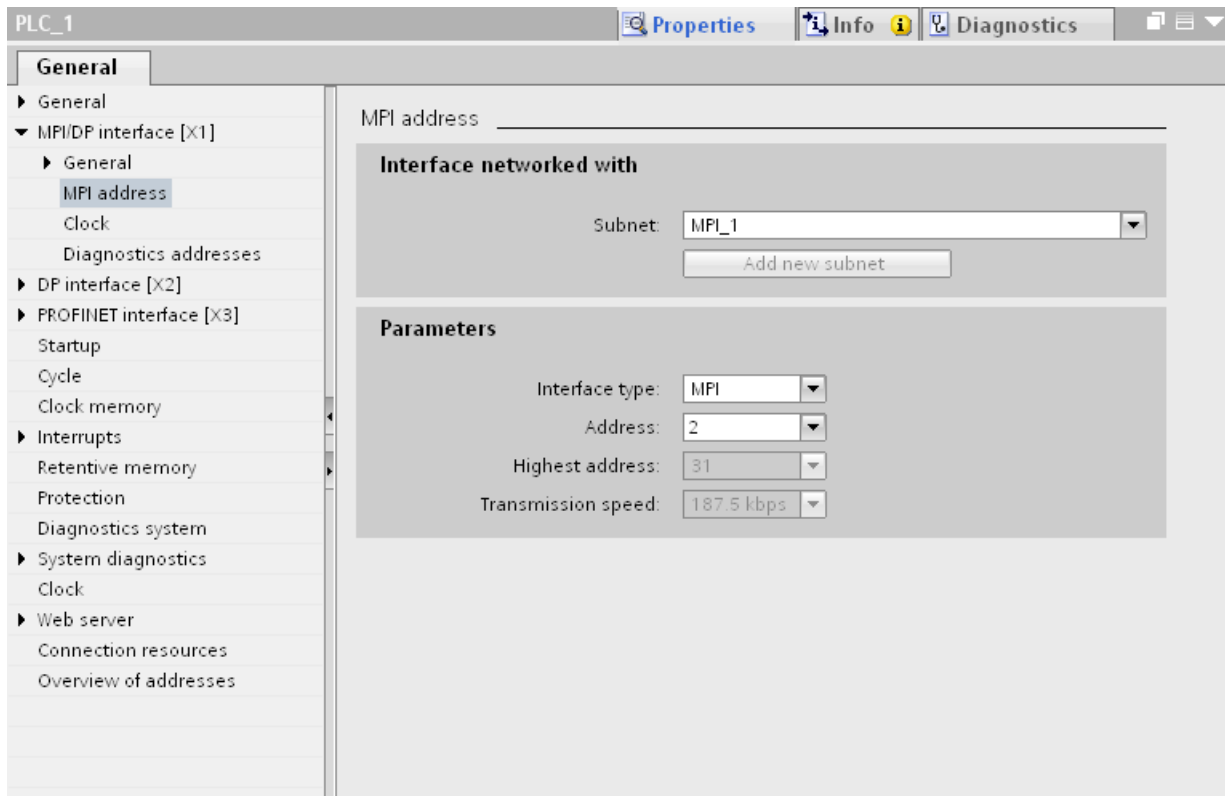 PLC_1
Properties
Info
Diagnostics
General
General
MPI/DP interface [X1]
General
MPI address
Clock
Diagnostics addresses
DP interface [X2]
PROFINET interface [X3]
Startup
Cycle
Clock memory
Interrupts
Retentive memory
Protection
Diagnostics system
System diagnostics
Clock
Web server
Connection resources
Overview of addresses
MPI address
Interface networked with
Subnet: MPI_1
Add new subnet
Parameters
Interface type: MPI
Address: 2
Highest address: 31
Transmission speed: 187.5 kbps